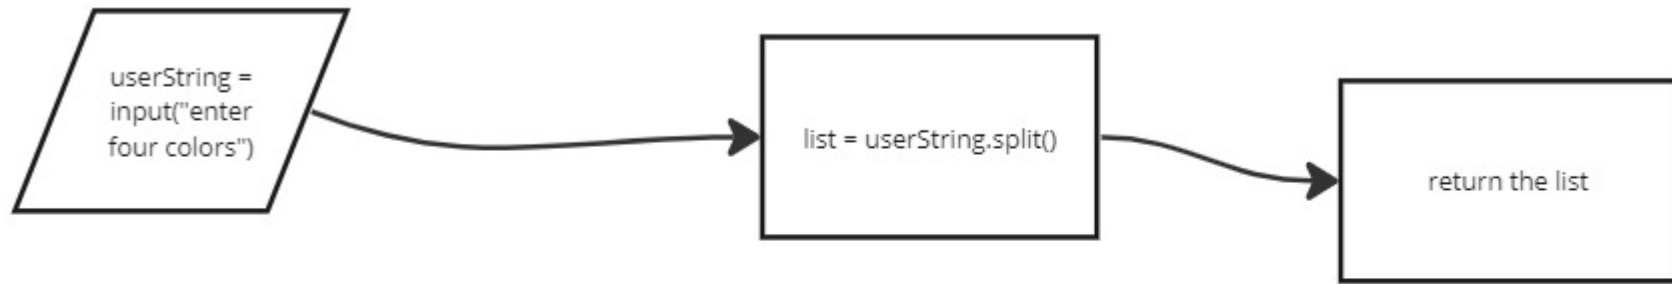 userString =
input("enter
four colors")
list = userString.split()
return the list